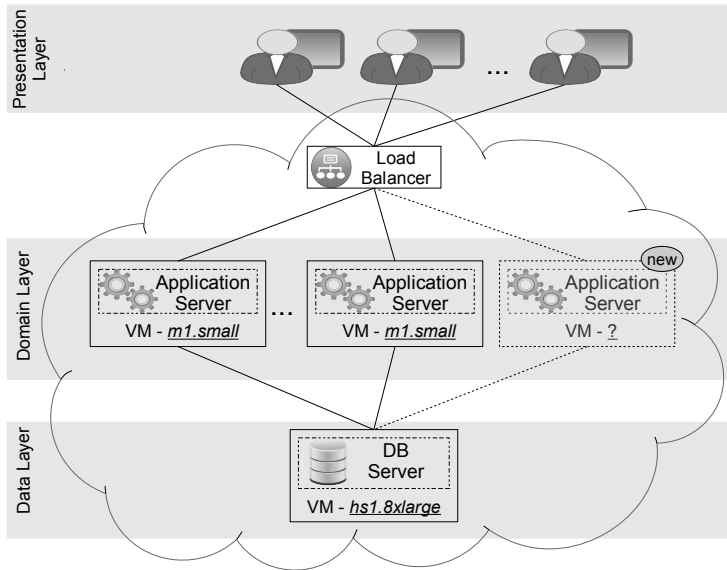 Presentation
Layer
...
Load
Balancer
Domain Layer
new
Application
Server
VM - m1.small
...
Application
Server
VM - m1.small
Application
Server
VM - ?
Data Layer
DB
Server
VM - hs1.8xlarge